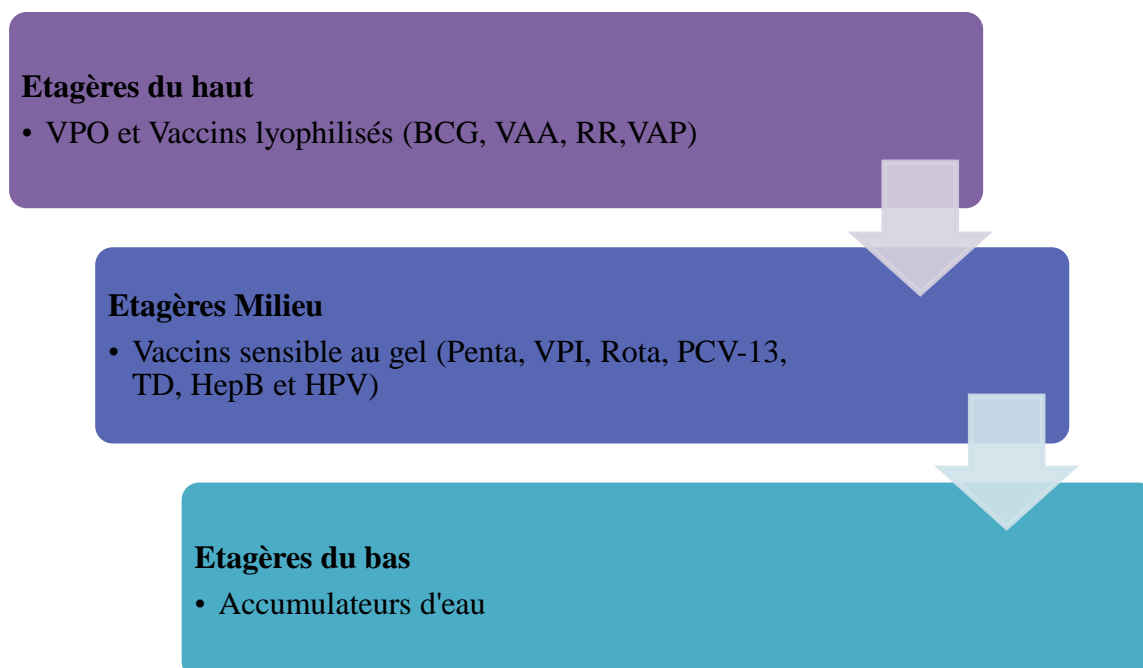 Etagères du haut
• VPO et Vaccins lyophilisés (BCG, VAA, RR,VAP)
Etagères Milieu
• Vaccins sensible au gel (Penta, VPI, Rota, PCV-13,
TD, HepB et HPV)
Etagères du bas
• Accumulateurs d'eau